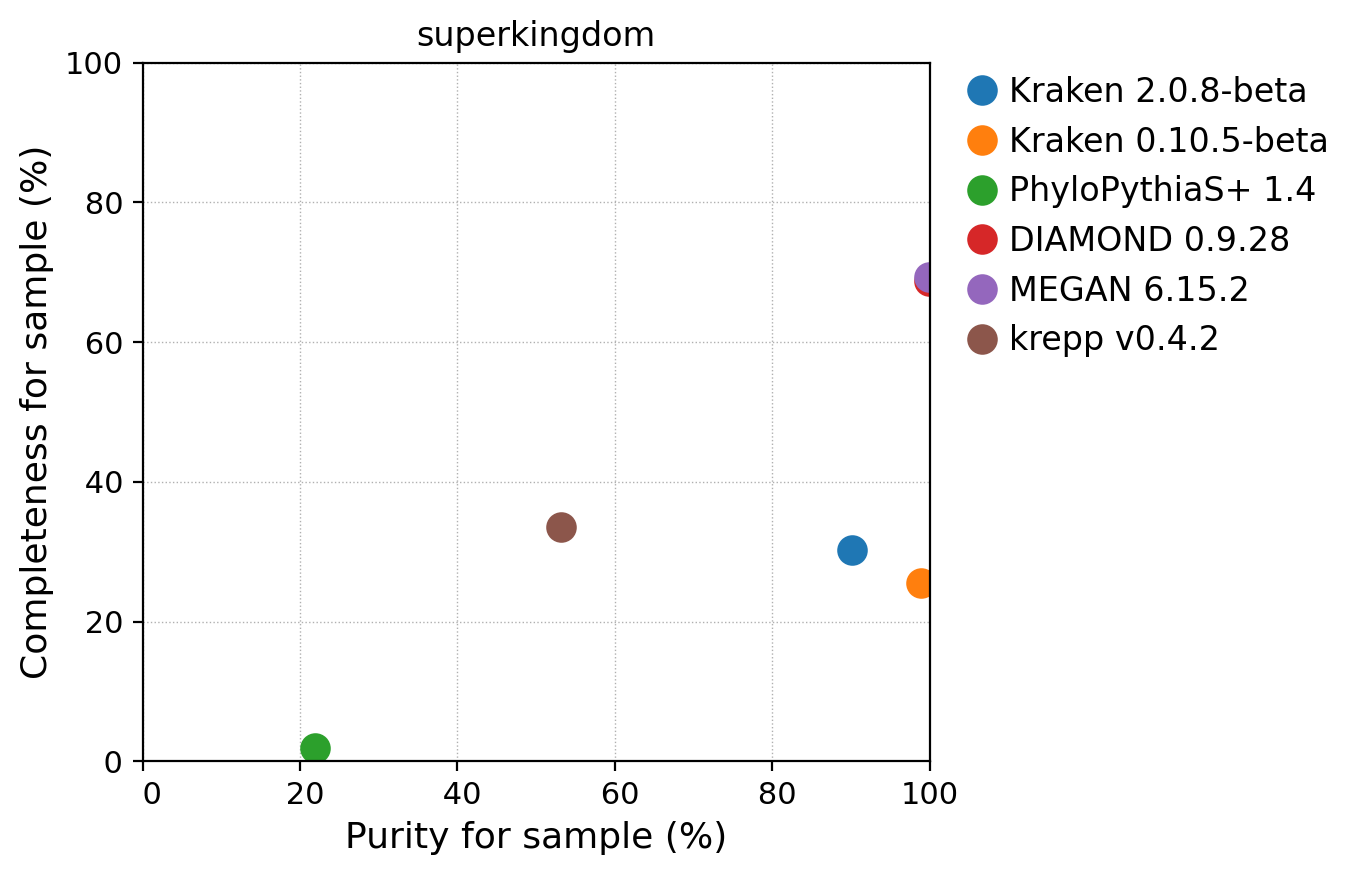 superkingdom
100
80
60
40
20
0
Completeness for sample (%)
0 20 40 60 80 100
Purity for sample (%)
Kraken 2.0.8-beta
Kraken 0.10.5-beta
PhyloPythiaS+ 1.4
DIAMOND 0.9.28
MEGAN 6.15.2
krepp v0.4.2